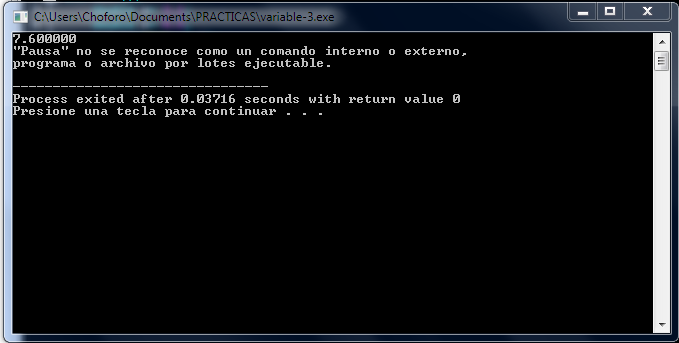 C:\Users\Choforo\Documents\PRACTICAS\variable-3.exe
7.600000
"Pausa" no se reconoce como un comando interno o externo,
programa o archivo por lotes ejecutable.
--------------------------------
Process exited after 0.03716 seconds with return value 0
Presione una tecla para continuar . . .